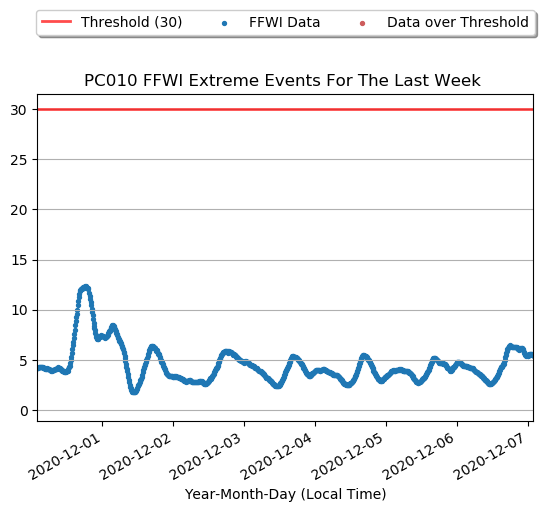 Threshold (30) FFWI Data Data over Threshold
PC010 FFWI Extreme Events For The Last Week
30
25
20
15
10
5
0
2020-12-01 2020-12-02 2020-12-03 2020-12-04 2020-12-05 2020-12-06 2020-12-07
Year-Month-Day (Local Time)